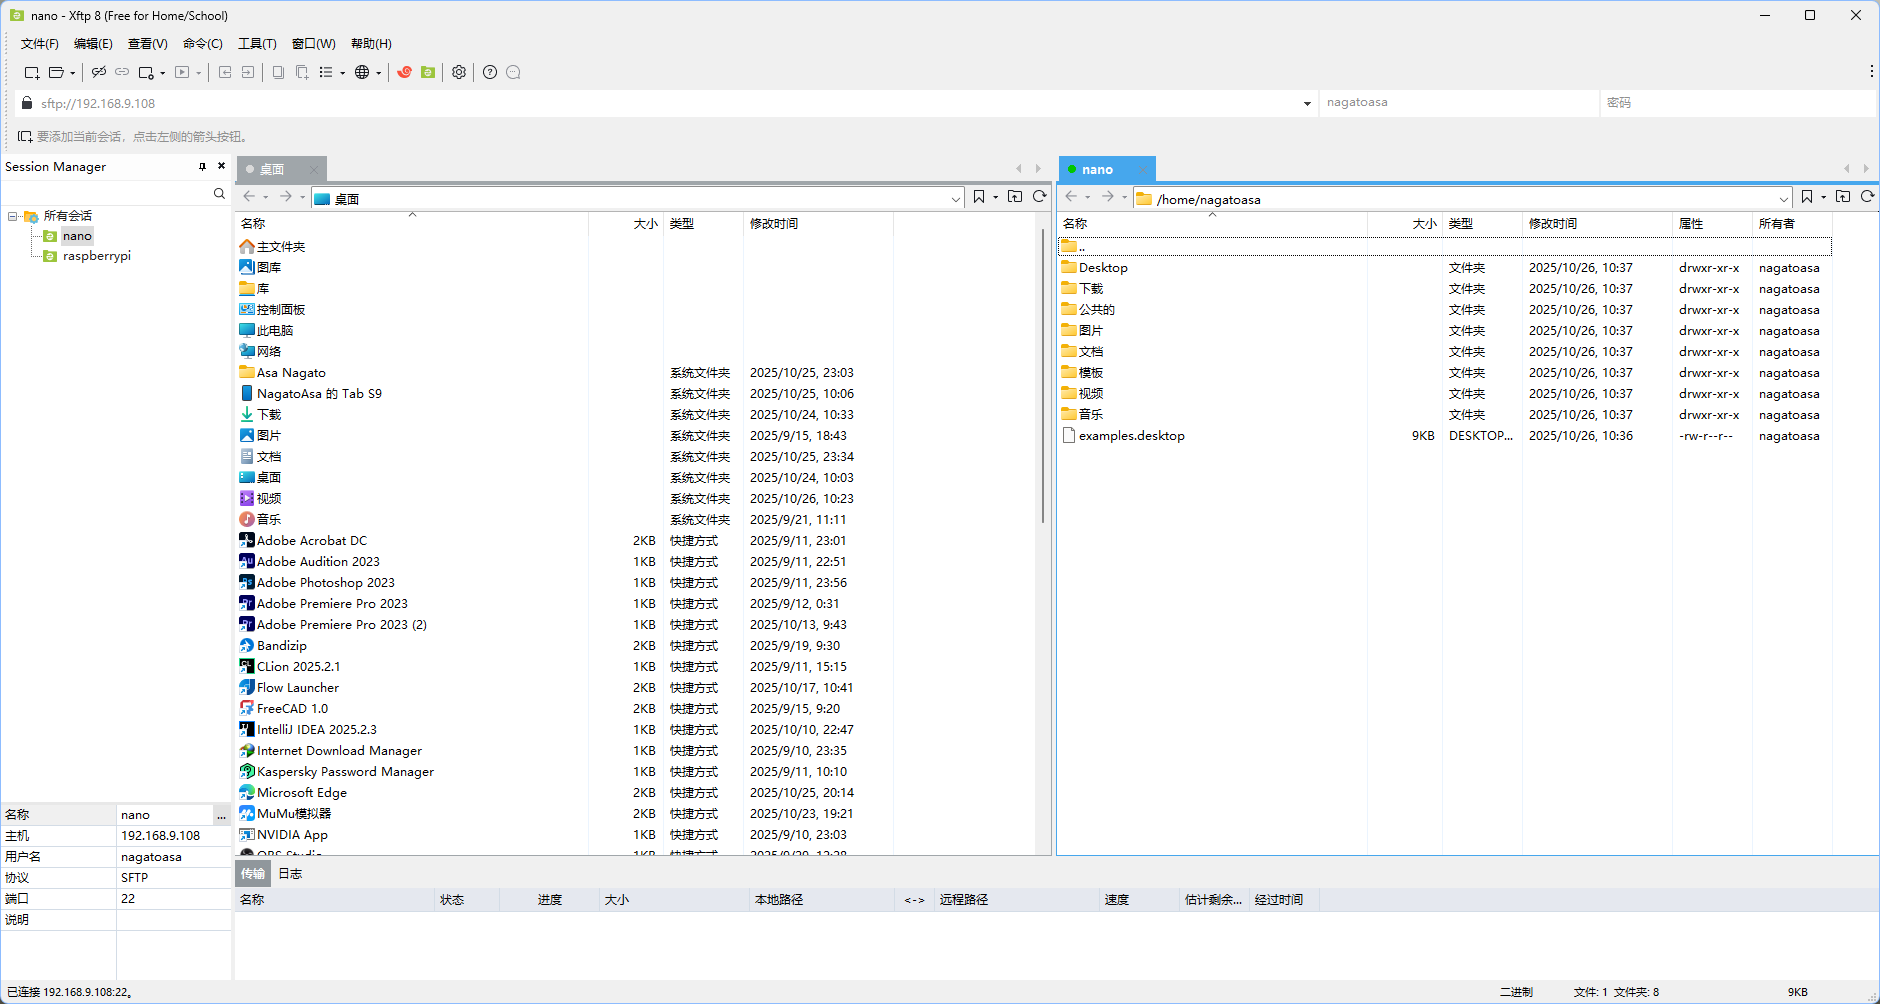 nano - Xftp 8 (Free for Home/School)
文件(F) 编辑(E) 查看(V) 命令(C) 工具(T) 窗口(W) 帮助(H)
sftp://192.168.9.108 nagatoasa 密码
要添加当前会话，点击左侧的箭头按钮。
Session Manager
所有会话
nano
raspberrypi
名称 nano ...
主机 192.168.9.108
用户名 nagatoasa
协议 SFTP
端口 22
说明
桌面
桌面
名称 大小 类型 修改时间
主文件夹
图库
库
控制面板
此电脑
网络
Asa Nagato 系统文件夹 2025/10/25, 23:03
NagatoAsa 的 Tab S9 系统文件夹 2025/10/25, 10:06
下载 系统文件夹 2025/10/24, 10:33
图片 系统文件夹 2025/9/15, 18:43
文档 系统文件夹 2025/10/25, 23:34
桌面 系统文件夹 2025/10/24, 10:03
视频 系统文件夹 2025/10/26, 10:23
音乐 系统文件夹 2025/9/21, 11:11
Adobe Acrobat DC 2KB 快捷方式 2025/9/11, 23:01
Adobe Audition 2023 1KB 快捷方式 2025/9/11, 22:51
Adobe Photoshop 2023 1KB 快捷方式 2025/9/11, 23:56
Adobe Premiere Pro 2023 1KB 快捷方式 2025/9/12, 0:31
Adobe Premiere Pro 2023 (2) 1KB 快捷方式 2025/10/13, 9:43
Bandizip 2KB 快捷方式 2025/9/19, 9:30
CLion 2025.2.1 1KB 快捷方式 2025/9/11, 15:15
Flow Launcher 2KB 快捷方式 2025/10/17, 10:41
FreeCAD 1.0 2KB 快捷方式 2025/9/15, 9:20
IntelliJ IDEA 2025.2.3 1KB 快捷方式 2025/10/10, 22:47
Internet Download Manager 1KB 快捷方式 2025/9/10, 23:35
Kaspersky Password Manager 1KB 快捷方式 2025/9/11, 10:10
Microsoft Edge 2KB 快捷方式 2025/10/25, 20:14
MuMu模拟器 2KB 快捷方式 2025/10/23, 19:21
NVIDIA App 1KB 快捷方式 2025/9/10, 23:03
OBS Studio 1KB 快捷方式
nano
/home/nagatoasa
名称 大小 类型 修改时间 属性 所有者
..
Desktop 文件夹 2025/10/26, 10:37 drwxr-xr-x nagatoasa
下载 文件夹 2025/10/26, 10:37 drwxr-xr-x nagatoasa
公共的 文件夹 2025/10/26, 10:37 drwxr-xr-x nagatoasa
图片 文件夹 2025/10/26, 10:37 drwxr-xr-x nagatoasa
文档 文件夹 2025/10/26, 10:37 drwxr-xr-x nagatoasa
模板 文件夹 2025/10/26, 10:37 drwxr-xr-x nagatoasa
视频 文件夹 2025/10/26, 10:37 drwxr-xr-x nagatoasa
音乐 文件夹 2025/10/26, 10:37 drwxr-xr-x nagatoasa
examples.desktop 9KB DESKTOP... 2025/10/26, 10:36 -rw-r--r-- nagatoasa
传输 日志
名称 状态 进度 大小 本地路径 <-> 远程路径 速度 估计剩余... 经过时间
已连接 192.168.9.108:22。 二进制 文件: 1 文件夹: 8 9KB